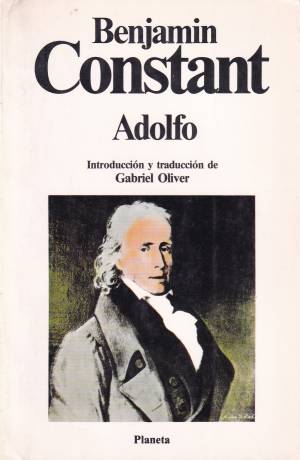 Benjamin
Constant
Adolfo
Introducción y traducción de
Gabriel Oliver
Planeta